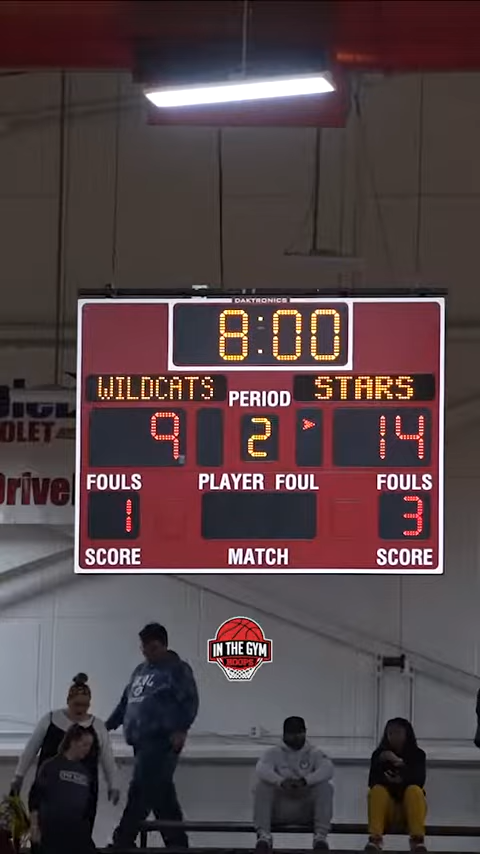 DAKTRONICS
8:00
WILDCATS PERIOD STARS
9 2 14
FOULS PLAYER FOUL FOULS
1 3
SCORE MATCH SCORE
OLET
Drive
IN THE GYM
HOOPS